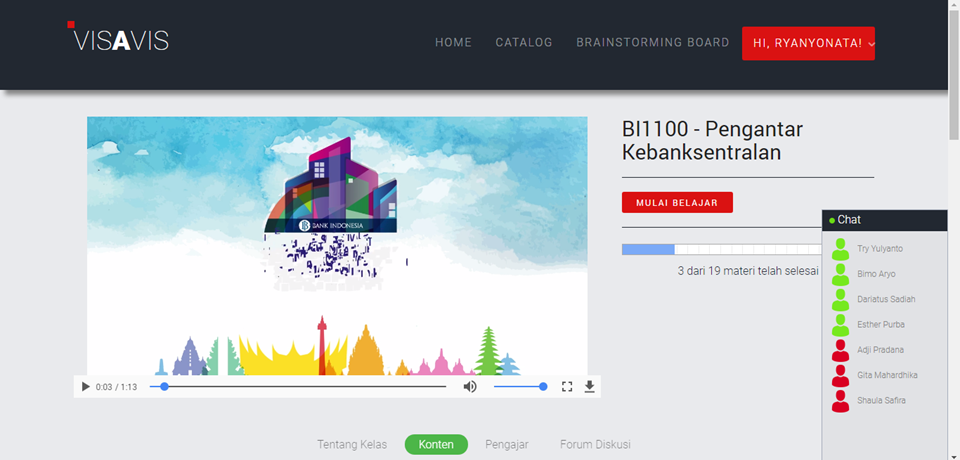 VISAVIS
HOME CATALOG BRAINSTORMING BOARD HI, RYANYONATA!
BANK INDONESIA
0:03 / 1:13
BI1100 - Pengantar
Kebanksentralan
MULAI BELAJAR
3 dari 19 materi telah selesai
Chat
Try Yulyanto
Bimo Aryo
Dariatus Sadiah
Esther Purba
Adji Pradana
Gita Mahardhika
Shaula Safira
Tentang Kelas Konten Pengajar Forum Diskusi